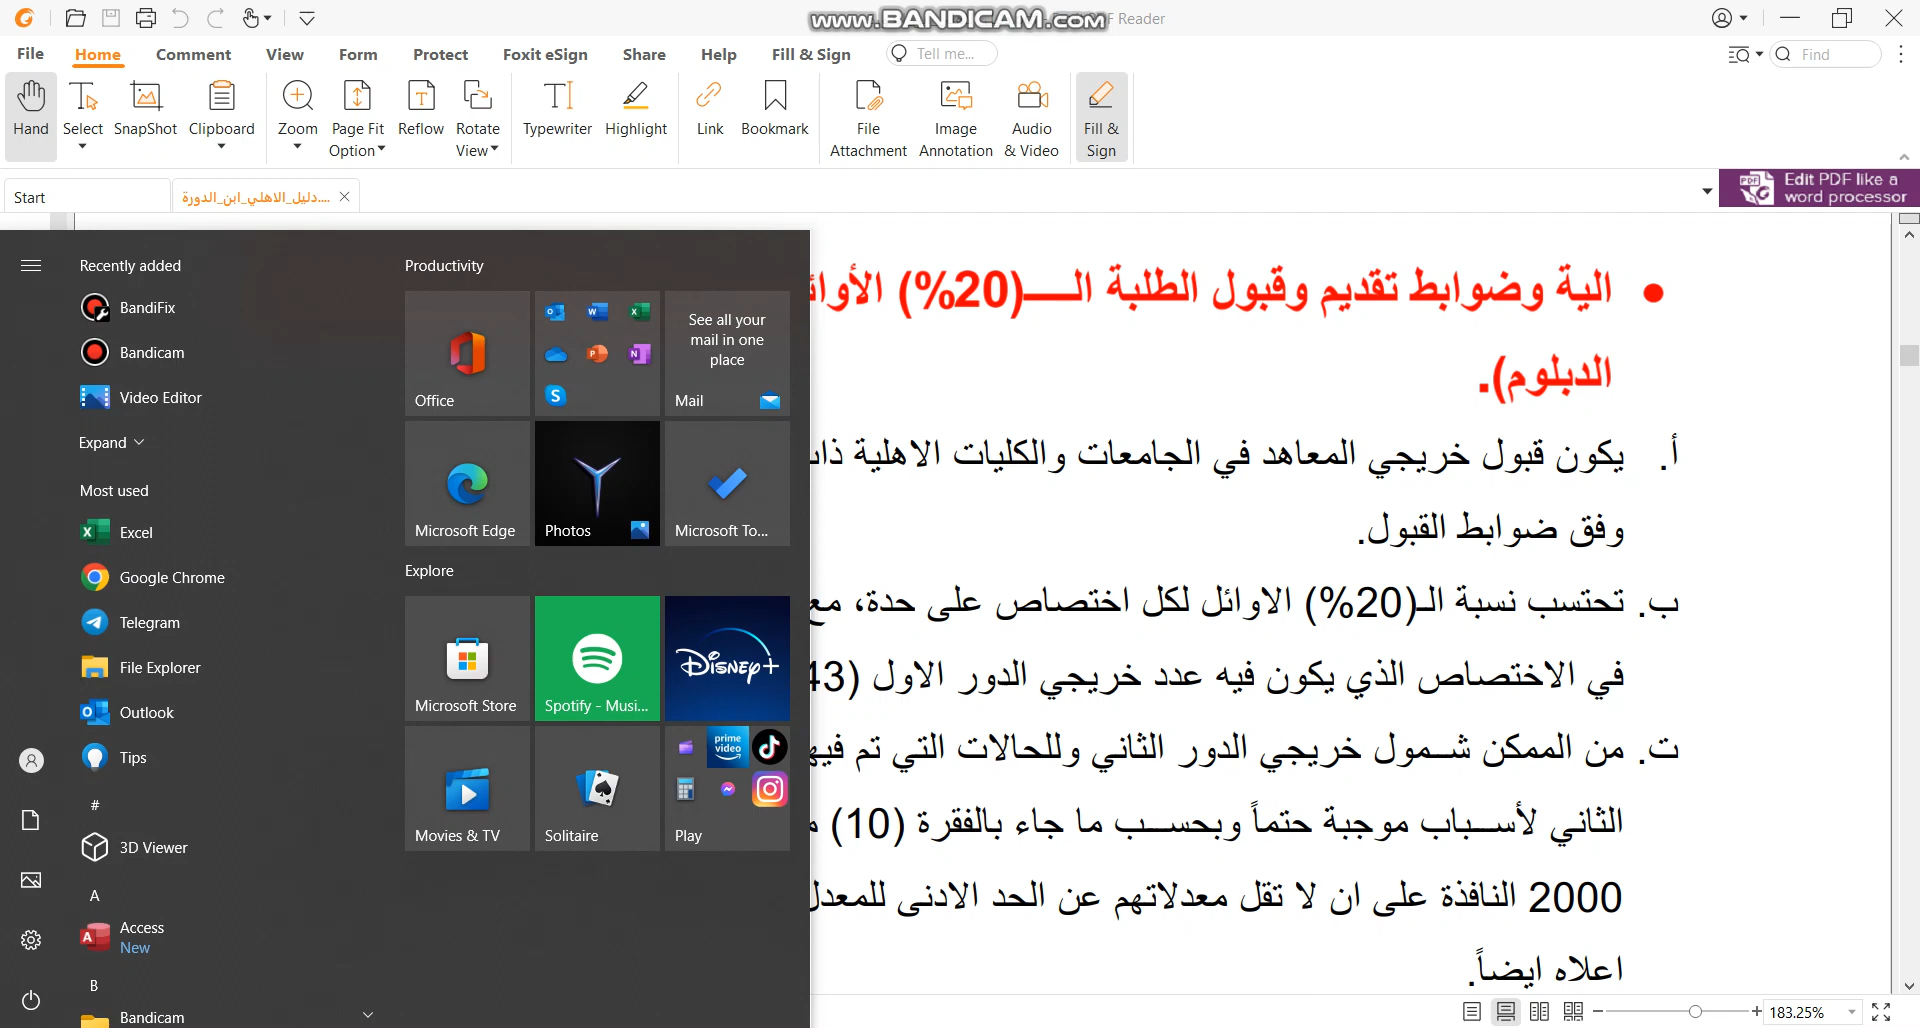 www.BANDICAM.com
F Reader
File Home Comment View Form Protect Foxit eSign Share Help Fill & Sign Tell me... Find
Hand Select SnapShot Clipboard Zoom Page Fit Option Reflow Rotate View Typewriter Highlight Link Bookmark File Attachment Image Annotation Audio & Video Fill & Sign
Start
دليل_الاهلي_ابن_الدورة....
Edit PDF like a
word processor
Recently added
BandiFix
Bandicam
Video Editor
Expand
Most used
Excel
Google Chrome
Telegram
File Explorer
Outlook
Tips
#
3D Viewer
A
Access
New
B
Bandicam
Productivity
Office
See all your
mail in one
place
Mail
Microsoft Edge
Photos
Microsoft To...
Explore
Microsoft Store
Spotify - Musi...
Disney+
Movies & TV
Solitaire
prime
video
Play
● الية وضوابط تقديم وقبول الطلبة الـــ(20%)
الدبلوم).
أ. يكون قبول خريجي المعاهد في الجامعات والكليات الاهلية
وفق ضوابط القبول.
ب. تحتسب نسبة الـ(20%) الاوائل لكل اختصاص على حدة، مع
في الاختصاص الذي يكون فيه عدد خريجي الدور الاول
ت. من الممكن شمول خريجي الدور الثاني وللحالات التي تم
الثاني لأسباب موجبة حتماً وبحسب ما جاء بالفقرة (10)
2000 النافذة على ان لا تقل معدلاتهم عن الحد الادنى للمعدل
اعلاه ايضاً.
183.25%